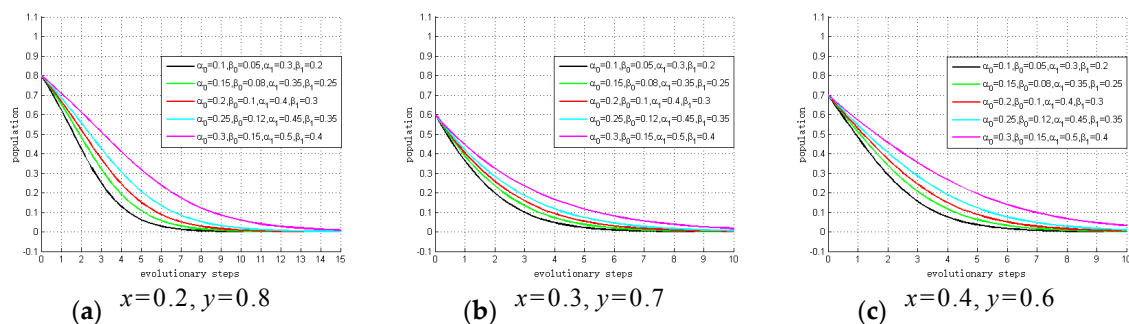 population
1.1
1
0.9
0.8
0.7
0.6
0.5
0.4
0.3
0.2
0.1
0
-0.1
α₀=0.1,β₀=0.05,α₁=0.3,β₁=0.2
α₀=0.15,β₀=0.08,α₁=0.35,β₁=0.25
α₀=0.2,β₀=0.1,α₁=0.4,β₁=0.3
α₀=0.25,β₀=0.12,α₁=0.45,β₁=0.35
α₀=0.3,β₀=0.15,α₁=0.5,β₁=0.4
0 1 2 3 4 5 6 7 8 9 10 11 12 13 14 15
evolutionary steps
(a) x=0.2, y=0.8
population
1.1
1
0.9
0.8
0.7
0.6
0.5
0.4
0.3
0.2
0.1
0
-0.1
α₀=0.1,β₀=0.05,α₁=0.3,β₁=0.2
α₀=0.15,β₀=0.08,α₁=0.35,β₁=0.25
α₀=0.2,β₀=0.1,α₁=0.4,β₁=0.3
α₀=0.25,β₀=0.12,α₁=0.45,β₁=0.35
α₀=0.3,β₀=0.15,α₁=0.5,β₁=0.4
0 1 2 3 4 5 6 7 8 9 10
evolutionary steps
(b) x=0.3, y=0.7
population
1.1
1
0.9
0.8
0.7
0.6
0.5
0.4
0.3
0.2
0.1
0
-0.1
α₀=0.1,β₀=0.05,α₁=0.3,β₁=0.2
α₀=0.15,β₀=0.08,α₁=0.35,β₁=0.25
α₀=0.2,β₀=0.1,α₁=0.4,β₁=0.3
α₀=0.25,β₀=0.12,α₁=0.45,β₁=0.35
α₀=0.3,β₀=0.15,α₁=0.5,β₁=0.4
0 1 2 3 4 5 6 7 8 9 10
evolutionary steps
(c) x=0.4, y=0.6